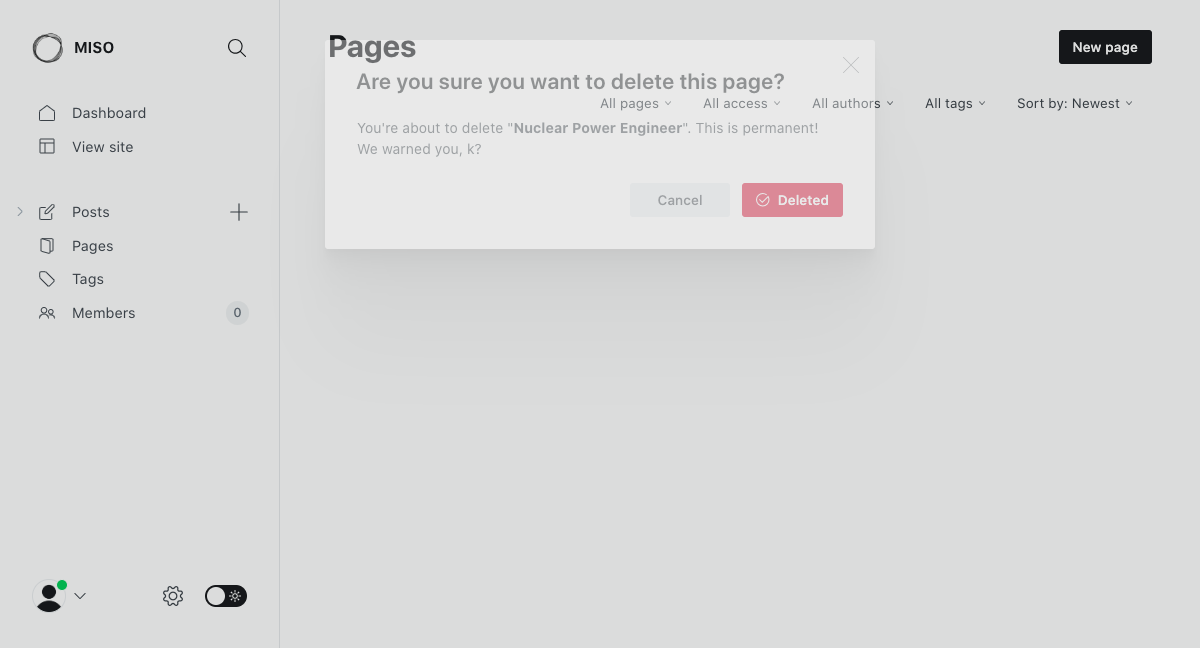 MISO
Dashboard
View site
Posts
Pages
Tags
Members
0
Pages
New page
All pages
All access
All authors
All tags
Sort by: Newest
Are you sure you want to delete this page?
You're about to delete "Nuclear Power Engineer". This is permanent!
We warned you, k?
Cancel
Deleted